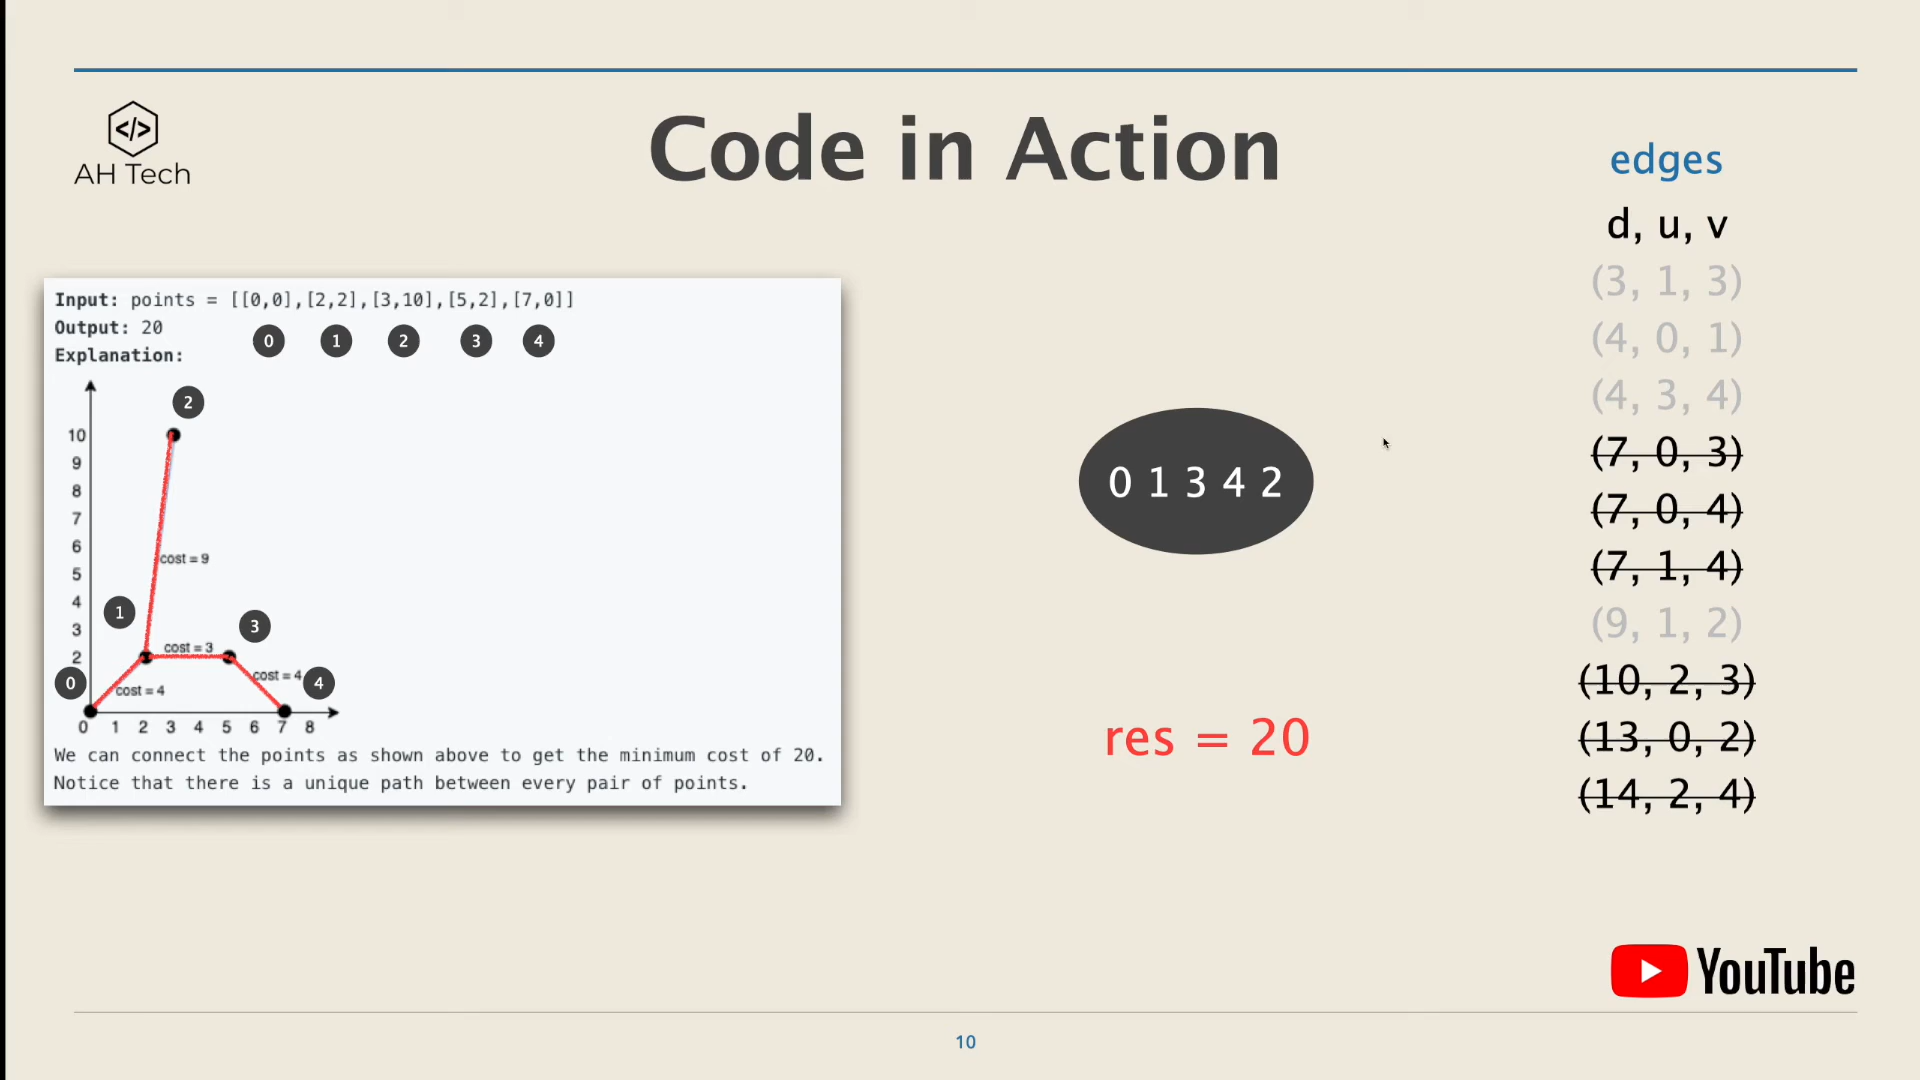 </> AH Tech
Code in Action
Input: points = [[0,0],[2,2],[3,10],[5,2],[7,0]]
Output: 20
0 1 2 3 4
Explanation:
2
10
9
8
7
6
cost = 9
5
4
1
3
3
cost = 3
2
0
cost = 4
cost = 4
4
0 1 2 3 4 5 6 7 8
We can connect the points as shown above to get the minimum cost of 20.
Notice that there is a unique path between every pair of points.
0 1 3 4 2
res = 20
edges
d, u, v
(3, 1, 3)
(4, 0, 1)
(4, 3, 4)
(7, 0, 3)
(7, 0, 4)
(7, 1, 4)
(9, 1, 2)
(10, 2, 3)
(13, 0, 2)
(14, 2, 4)
YouTube
10